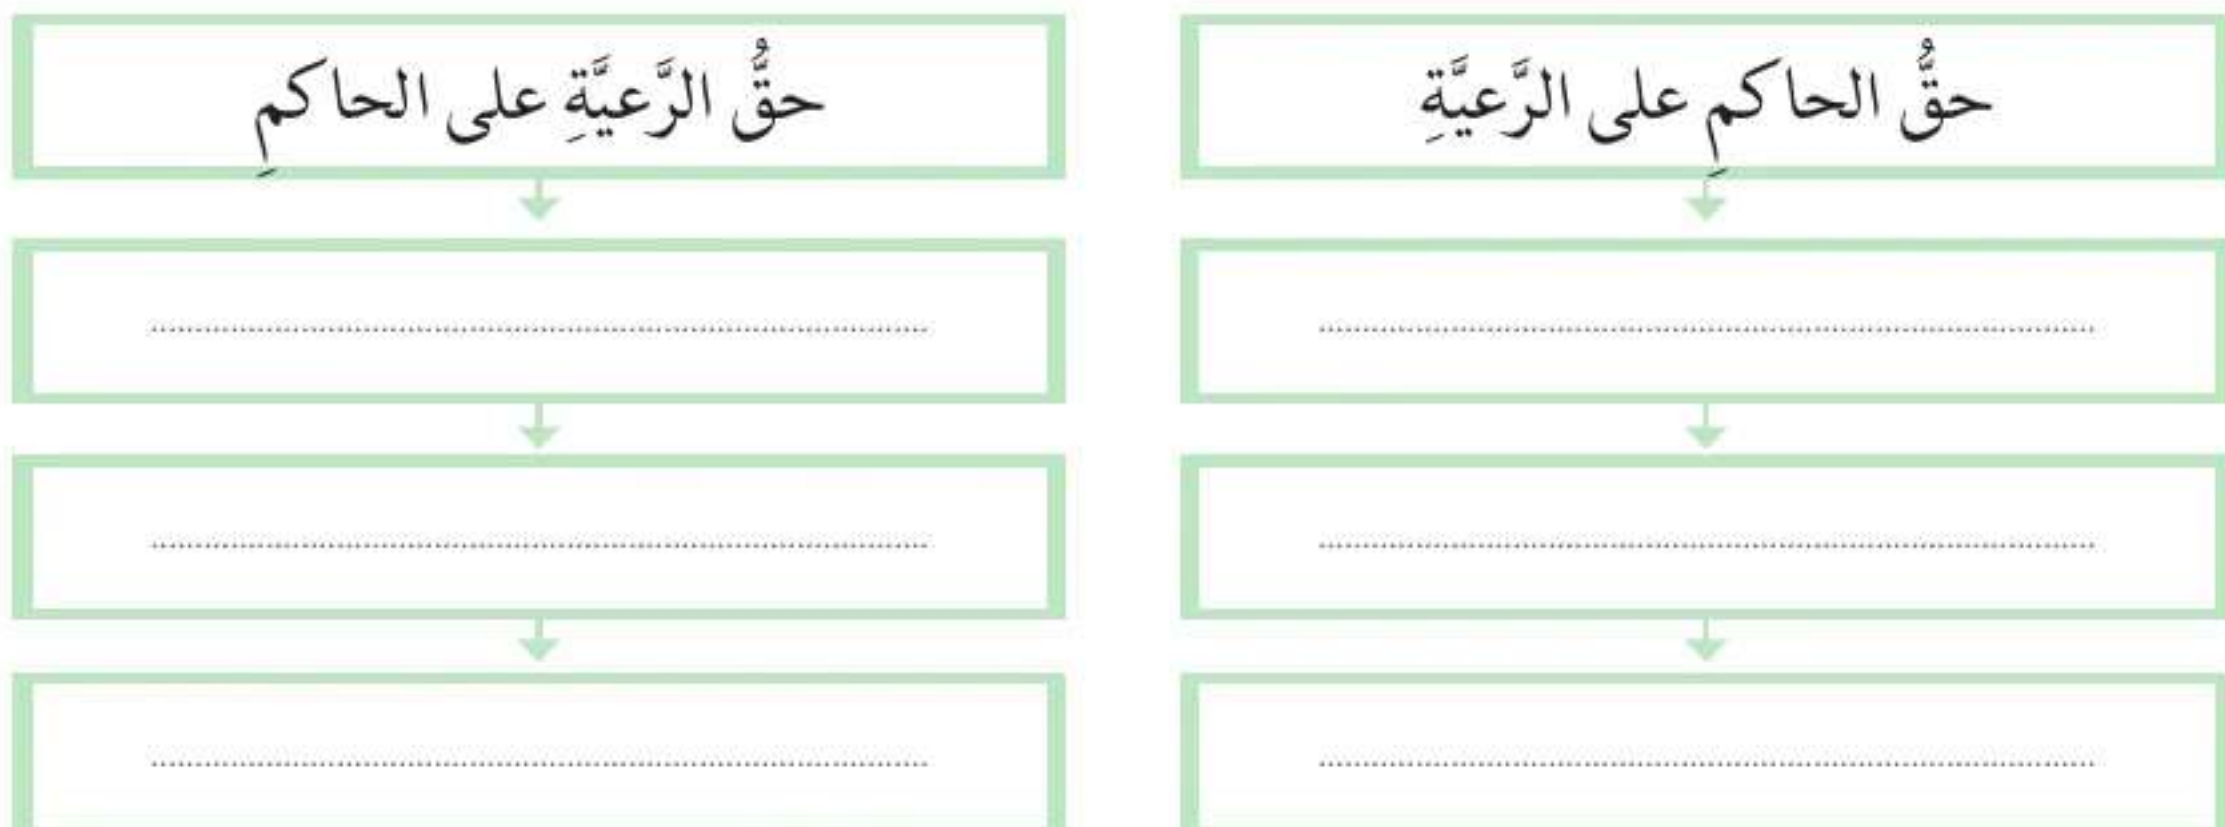 حقُّ الحاكمِ على الرَّعيَّةِ
حقُّ الرَّعيَّةِ على الحاكمِ